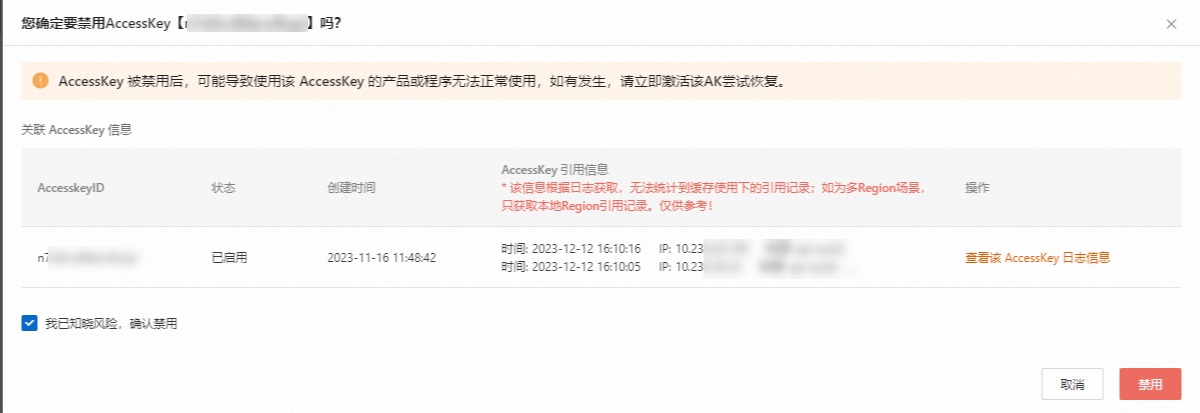 您确定要禁用AccessKey【 】吗?
AccessKey 被禁用后，可能导致使用该 AccessKey 的产品或程序无法正常使用，如有发生，请立即激活该AK尝试恢复。
关联 AccessKey 信息
AccesskeyID 状态 创建时间 AccessKey 引用信息 操作
* 该信息根据日志获取，无法统计到缓存使用下的引用记录；如为多Region场景，
只获取本地Region引用记录。仅供参考！
n7 已启用 2023-11-16 11:48:42 时间: 2023-12-12 16:10:16 IP: 10.23 查看该 AccessKey 日志信息
时间: 2023-12-12 16:10:05 IP: 10.23
我已知晓风险，确认禁用
取消 禁用